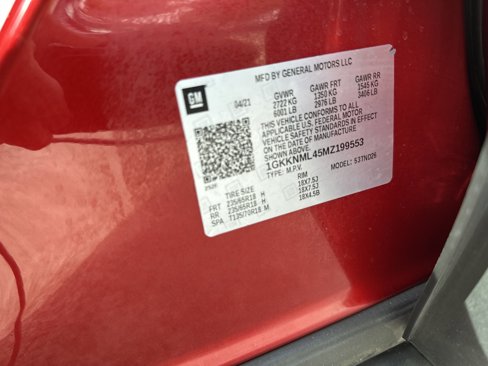 MFD BY GENERAL MOTORS LLC
GM
04/21
GVWR GAWR FRT GAWR RR
2722 KG 1350 KG 1545 KG
6001 LB 2976 LB 3406 LB
THIS VEHICLE CONFORMS TO ALL
APPLICABLE U.S. FEDERAL MOTOR VEHICLE
SAFETY STANDARDS IN EFFECT
ON THE DATE OF MANUFACTURE
SHOWN ABOVE.
1GKKNML45MZ199553
TYPE: M.P.V. MODEL: 53TND26
TIRE SIZE RIM
FRT 235/65R18 H 18X7.5J
RR 235/65R18 H 18X7.5J
SPA T135/70R18 M 18X4.5B